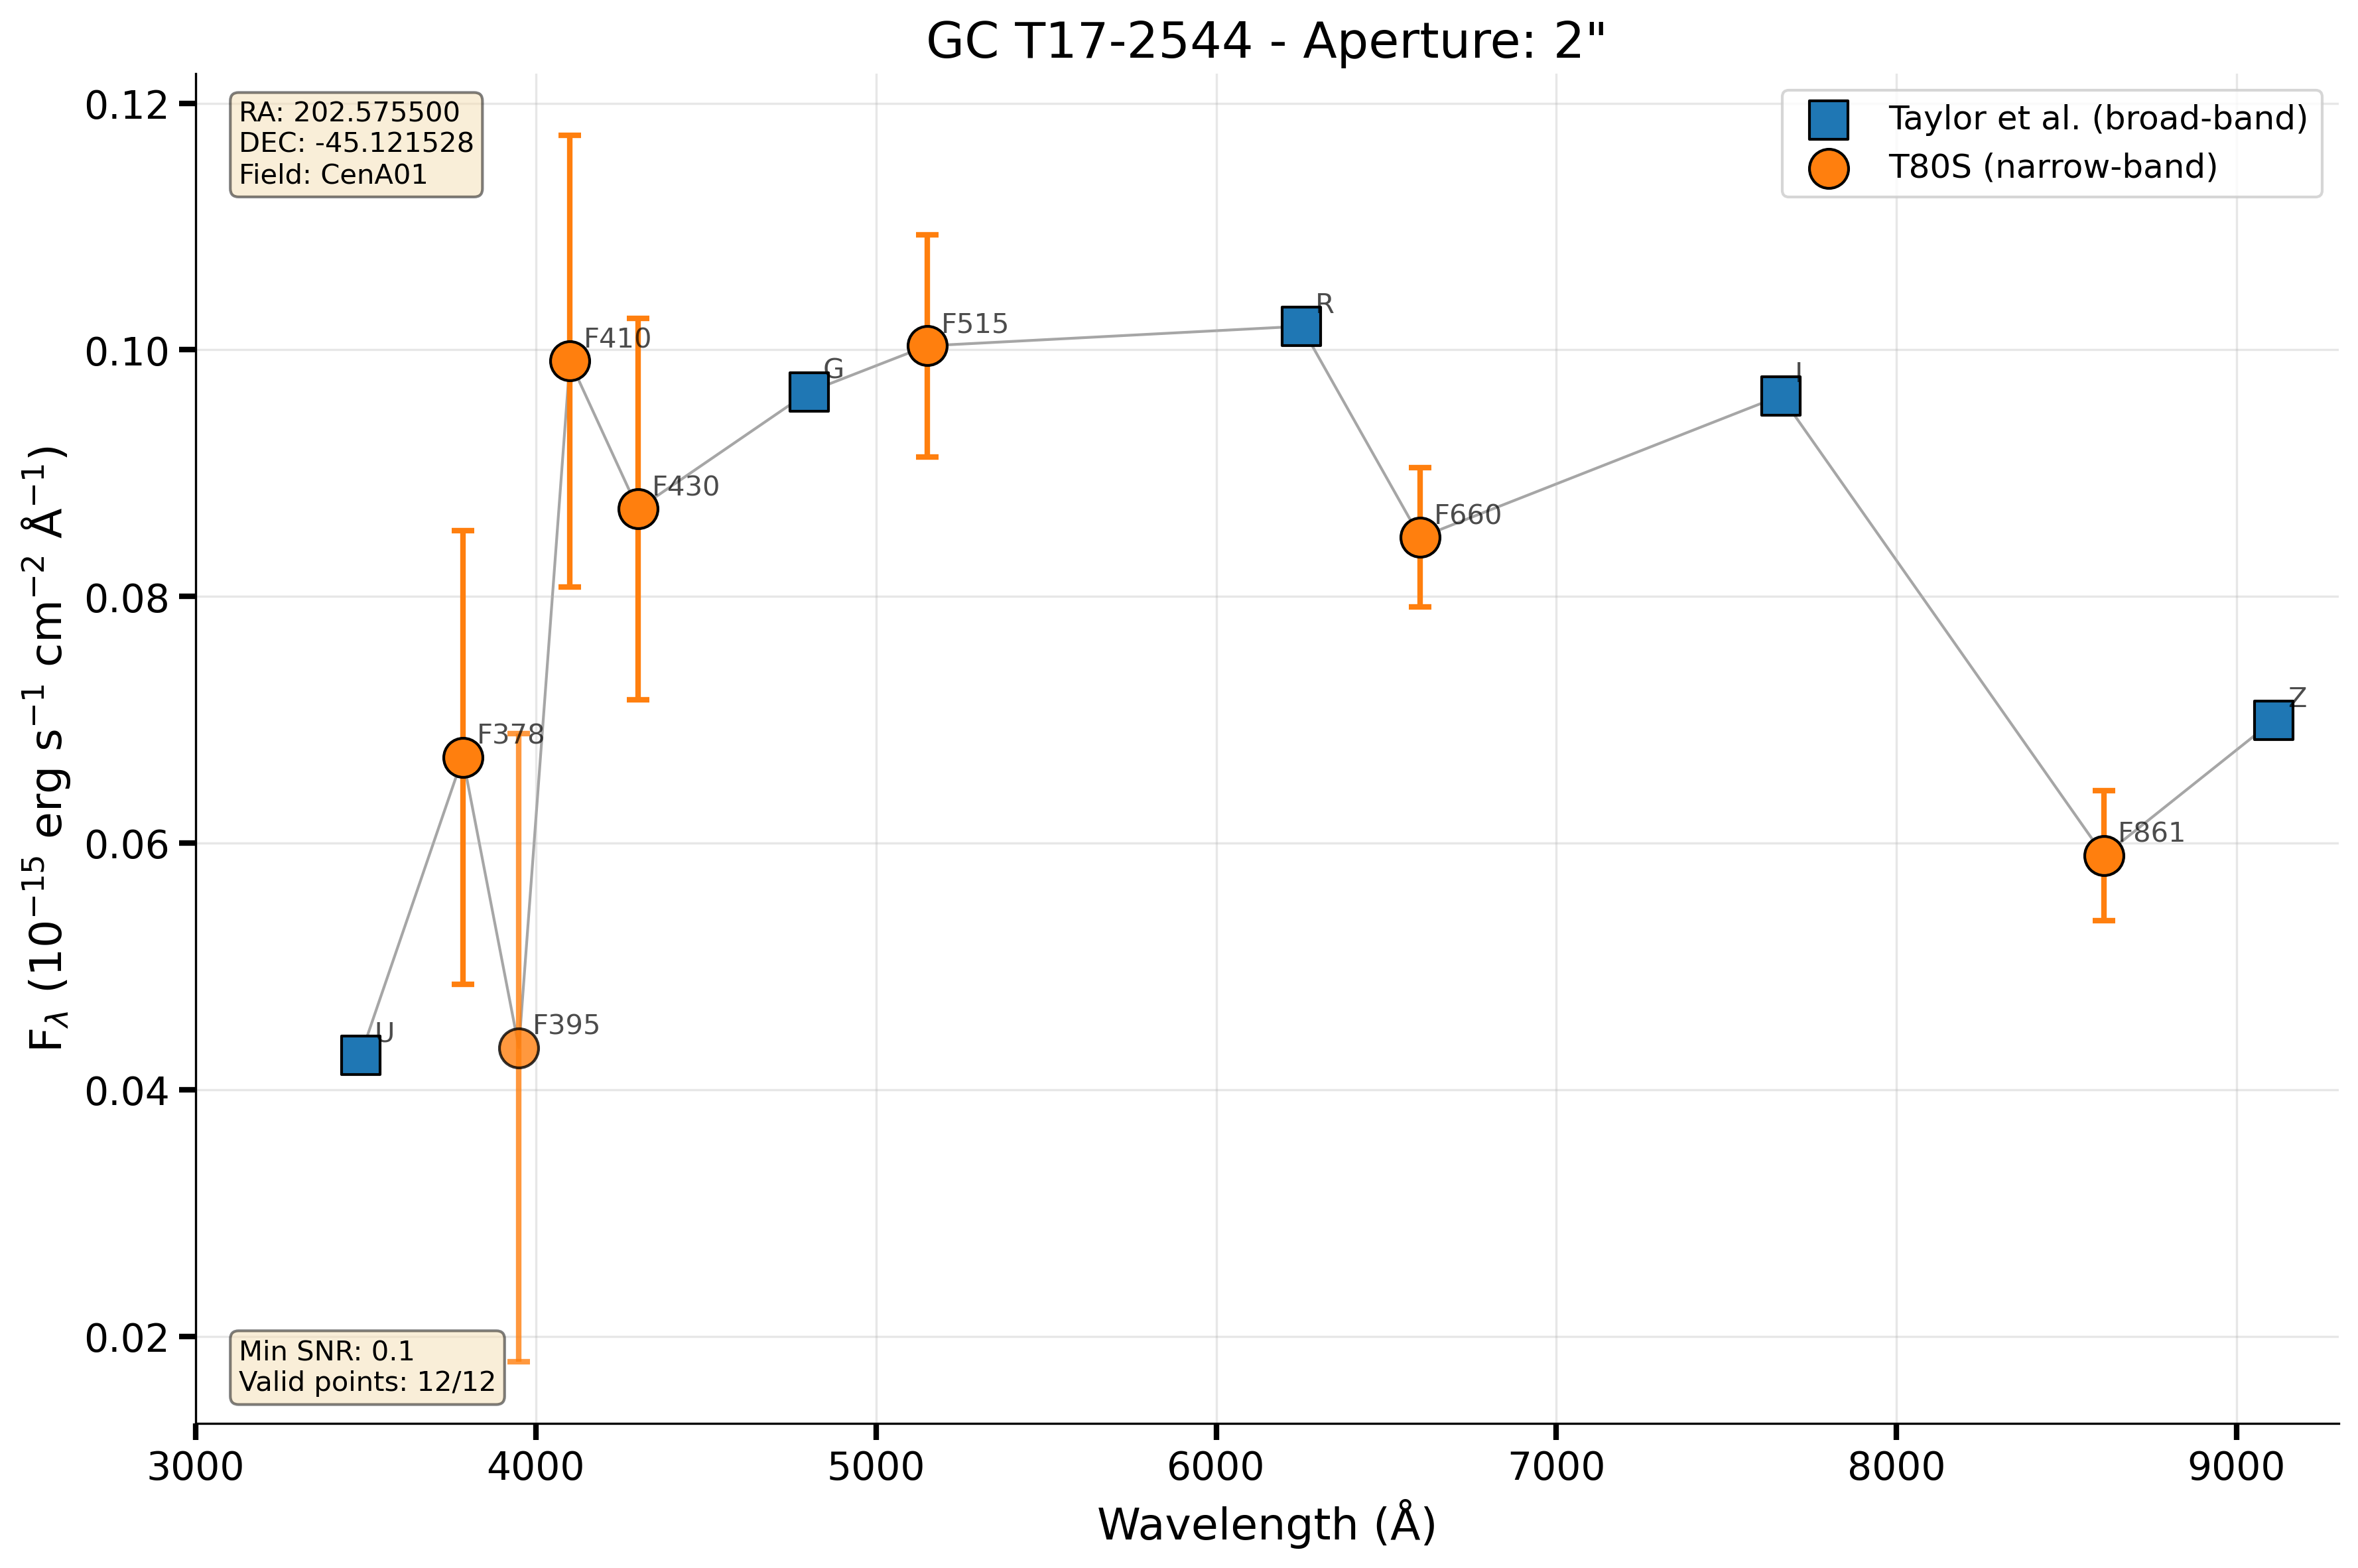 GC T17-2544 - Aperture: 2"
RA: 202.575500
DEC: -45.121528
Field: CenA01
Taylor et al. (broad-band)
T80S (narrow-band)
F_λ (10⁻¹⁵ erg s⁻¹ cm⁻² Å⁻¹)
0.12
0.10
0.08
0.06
0.04
0.02
U
F378
F395
F410
F430
G
F515
R
F660
I
F861
Z
Min SNR: 0.1
Valid points: 12/12
3000 4000 5000 6000 7000 8000 9000
Wavelength (Å)